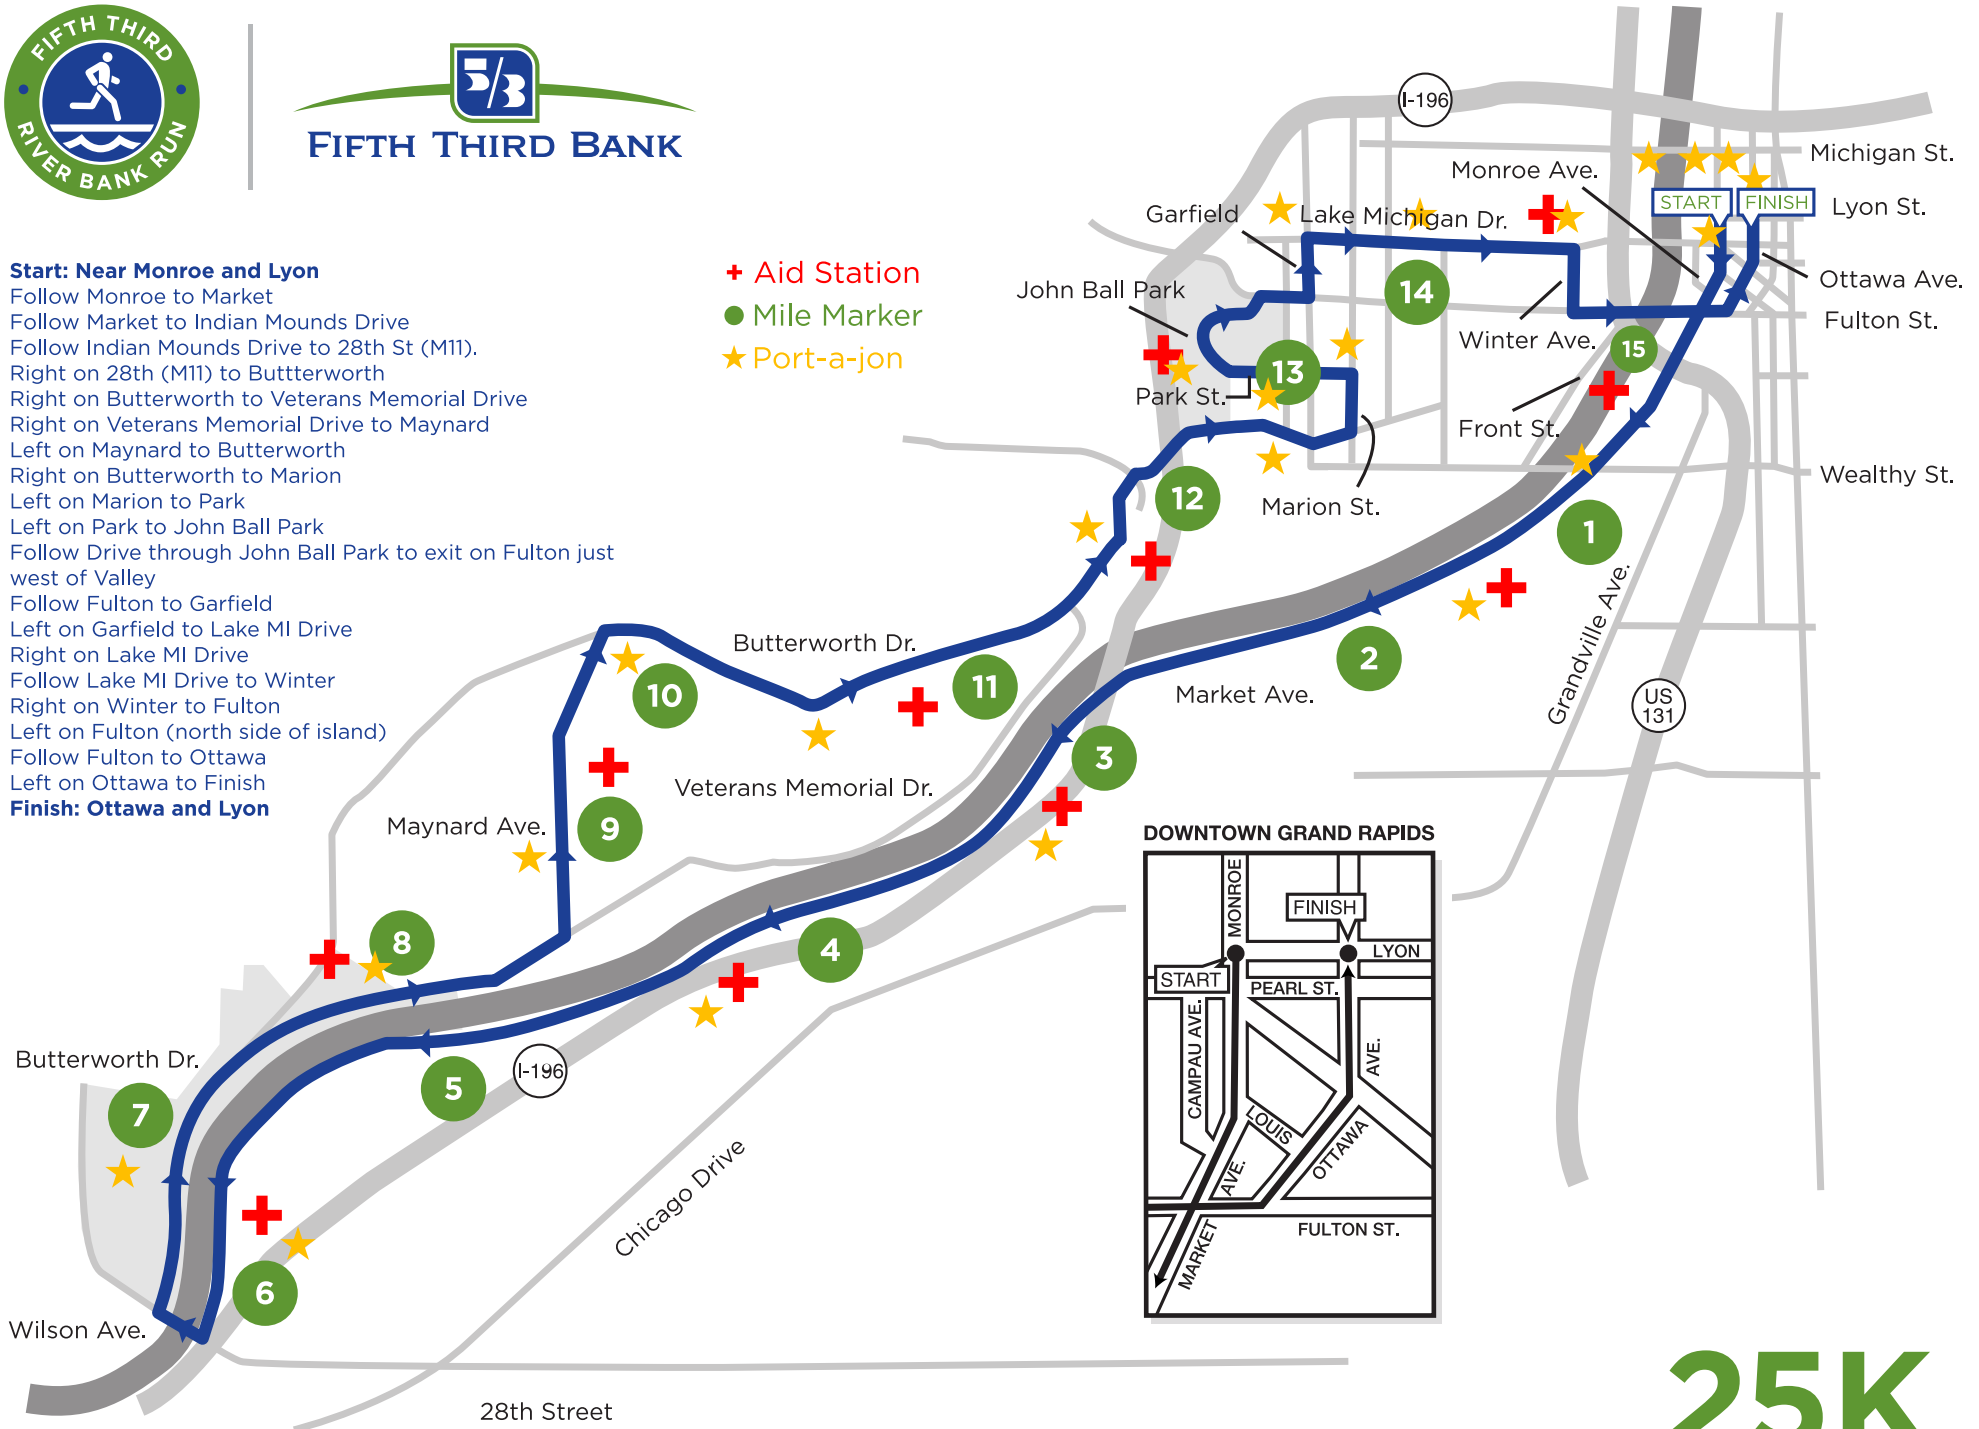 FIFTH THIRD
RIVER BANK RUN
5/3
FIFTH THIRD BANK
Start: Near Monroe and Lyon
Follow Monroe to Market
Follow Market to Indian Mounds Drive
Follow Indian Mounds Drive to 28th St (M11).
Right on 28th (M11) to Buttterworth
Right on Butterworth to Veterans Memorial Drive
Right on Veterans Memorial Drive to Maynard
Left on Maynard to Butterworth
Right on Butterworth to Marion
Left on Marion to Park
Left on Park to John Ball Park
Follow Drive through John Ball Park to exit on Fulton just
west of Valley
Follow Fulton to Garfield
Left on Garfield to Lake MI Drive
Right on Lake MI Drive
Follow Lake MI Drive to Winter
Right on Winter to Fulton
Left on Fulton (north side of island)
Follow Fulton to Ottawa
Left on Ottawa to Finish
Finish: Ottawa and Lyon
Aid Station
Mile Marker
Port-a-jon
I-196
Michigan St.
Monroe Ave.
START
FINISH
Lyon St.
Garfield
Lake Michigan Dr.
Ottawa Ave.
John Ball Park
14
Fulton St.
Winter Ave.
15
13
Park St.
Front St.
Wealthy St.
12
Marion St.
1
Grandville Ave.
2
Butterworth Dr.
11
10
Market Ave.
US
131
3
Veterans Memorial Dr.
Maynard Ave.
9
8
4
Butterworth Dr.
5
I-196
7
Chicago Drive
6
Wilson Ave.
28th Street
DOWNTOWN GRAND RAPIDS
MONROE
FINISH
LYON
START
PEARL ST.
CAMPAU AVE.
AVE.
LOUIS
OTTAWA
AVE.
MARKET
FULTON ST.
25K